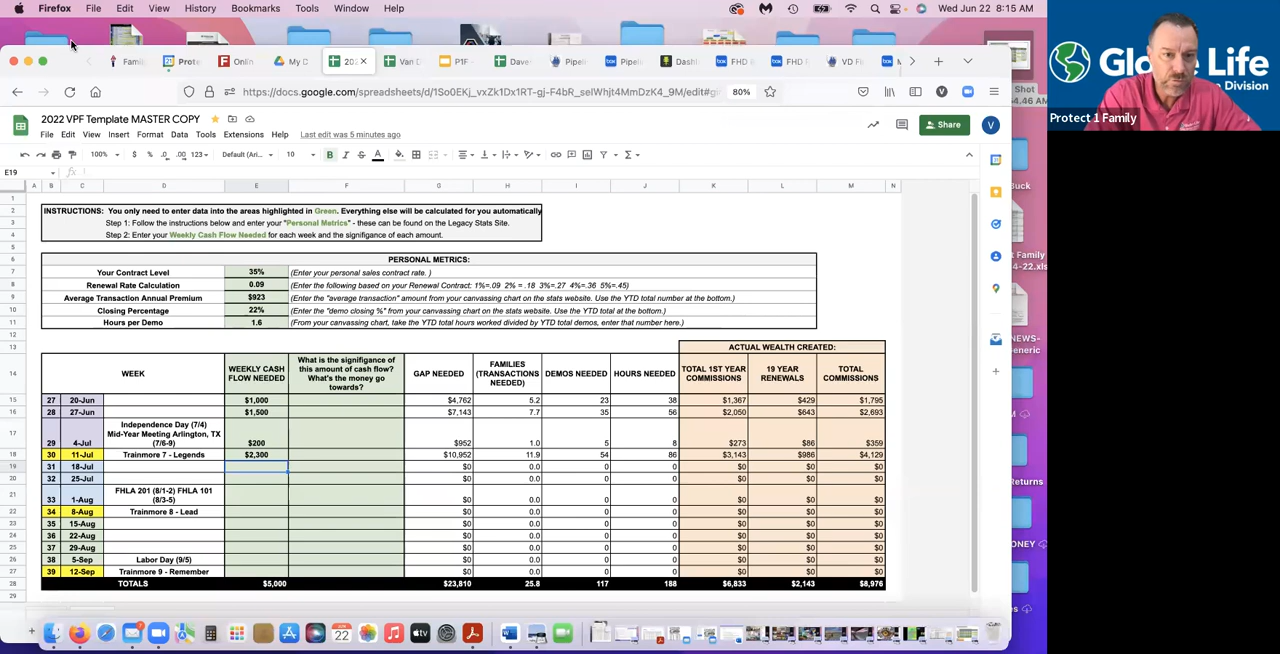 Firefox File Edit View History Bookmarks Tools Window Help Wed Jun 22 8:15 AM
Fami Prote Onli My D 202 Van D P1F - Dave Pipeli Pipeli Dashl FHD & FHD F VD Fi
https://docs.google.com/spreadsheets/d/1So0EKj_vxZk1Dx1RT-gj-F4bR_seIWhjt4MmDzK4_9M/edit#gi 80%
2022 VPF Template MASTER COPY
File Edit View Insert Format Data Tools Extensions Help Last edit was 5 minutes ago
Share
V
100% $ % .0 .00 123 Default (Ari... 10 B I S A
E19 fx
A B C D E F G H I J K L M N
INSTRUCTIONS: You only need to enter data into the areas highlighted in Green. Everything else will be calculated for you automatically
Step 1: Follow the instructions below and enter your "Personal Metrics" - these can be found on the Legacy Stats Site.
Step 2: Enter your Weekly Cash Flow Needed for each week and the signifigance of each amount.
PERSONAL METRICS:
Your Contract Level 35% (Enter your personal sales contract rate. )
Renewal Rate Calculation 0.09 (Enter the following based on your Renewal Contract: 1%=.09 2% = .18 3%=.27 4%=.36 5%=.45)
Average Transaction Annual Premium $923 (Enter the "average transaction" amount from your canvassing chart on the stats website. Use the YTD total number at the bottom.)
Closing Percentage 22% (Enter the "demo closing %" from your canvassing chart on the stats website. Use the YTD total at the bottom.)
Hours per Demo 1.6 (From your canvassing chart, take the YTD total hours worked divided by YTD total demos, enter that number here.)
ACTUAL WEALTH CREATED:
WEEK
WEEKLY CASH FLOW NEEDED
What is the signifigance of this amount of cash flow? What's the money go towards?
GAP NEEDED
FAMILIES (TRANSACTIONS NEEDED)
DEMOS NEEDED
HOURS NEEDED
TOTAL 1ST YEAR COMMISSIONS
19 YEAR RENEWALS
TOTAL COMMISSIONS
27 20-Jun $1,000 $4,762 5.2 23 38 $1,367 $429 $1,795
28 27-Jun $1,500 $7,143 7.7 35 56 $2,050 $643 $2,693
29 4-Jul Independence Day (7/4) Mid-Year Meeting Arlington, TX (7/6-9) $200 $952 1.0 5 8 $273 $86 $359
30 11-Jul Trainmore 7 - Legends $2,300 $10,952 11.9 54 86 $3,143 $986 $4,129
31 18-Jul $0 0.0 0 0 $0 $0 $0
32 25-Jul $0 0.0 0 0 $0 $0 $0
33 1-Aug FHLA 201 (8/1-2) FHLA 101 (8/3-5) $0 0.0 0 0 $0 $0 $0
34 8-Aug Trainmore 8 - Lead $0 0.0 0 0 $0 $0 $0
35 15-Aug $0 0.0 0 0 $0 $0 $0
36 22-Aug $0 0.0 0 0 $0 $0 $0
37 29-Aug $0 0.0 0 0 $0 $0 $0
38 5-Sep Labor Day (9/5) $0 0.0 0 0 $0 $0 $0
39 12-Sep Trainmore 9 - Remember $0 0.0 0 0 $0 $0 $0
TOTALS $5,000 $23,810 25.8 117 188 $6,833 $2,143 $8,976
Shot
Buck
Returns
Life
Division
Protect 1 Family